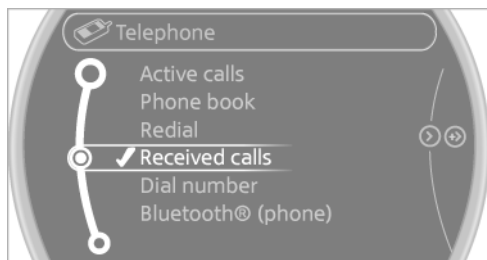 Telephone
Active calls
Phone book
Redial
Received calls
Dial number
Bluetooth® (phone)